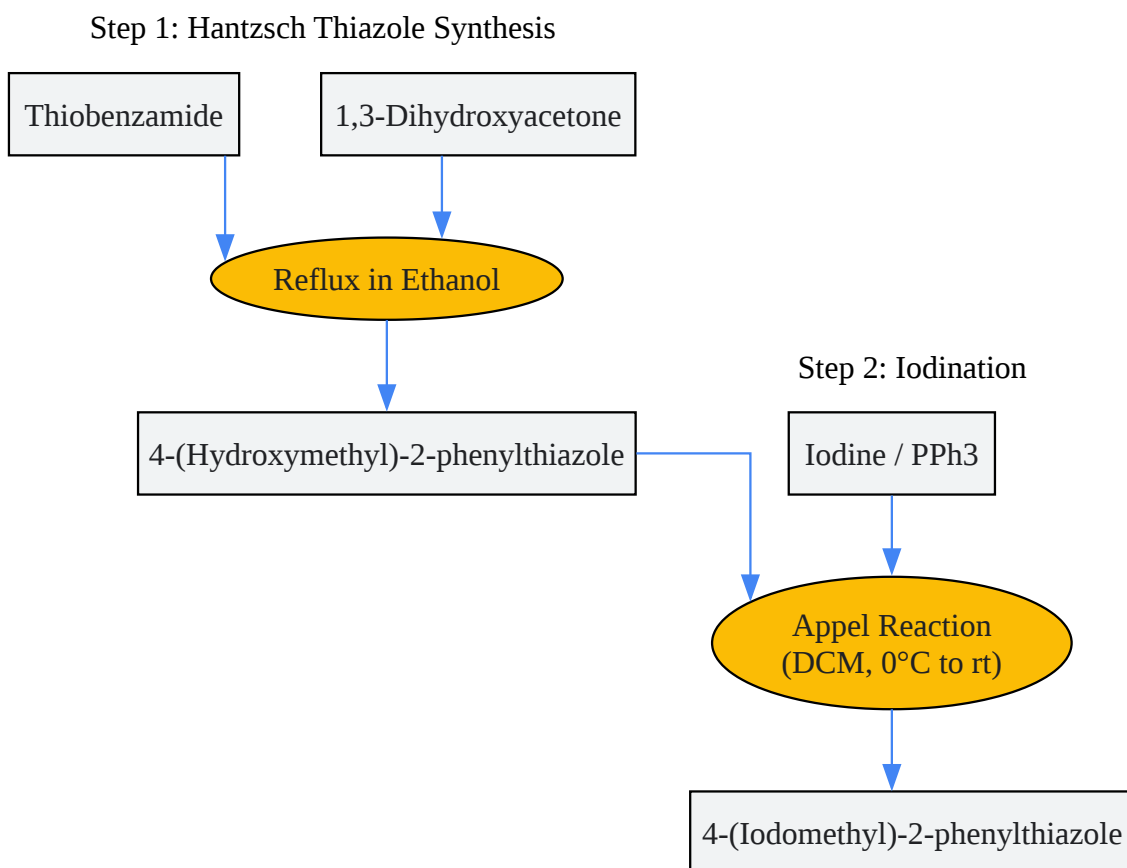 Step 1: Hantzsch Thiazole Synthesis
Thiobenzamide
1,3-Dihydroxyacetone
Reflux in Ethanol
Step 2: Iodination
4-(Hydroxymethyl)-2-phenylthiazole
Iodine / PPh3
Appel Reaction
(DCM, 0°C to rt)
4-(Iodomethyl)-2-phenylthiazole